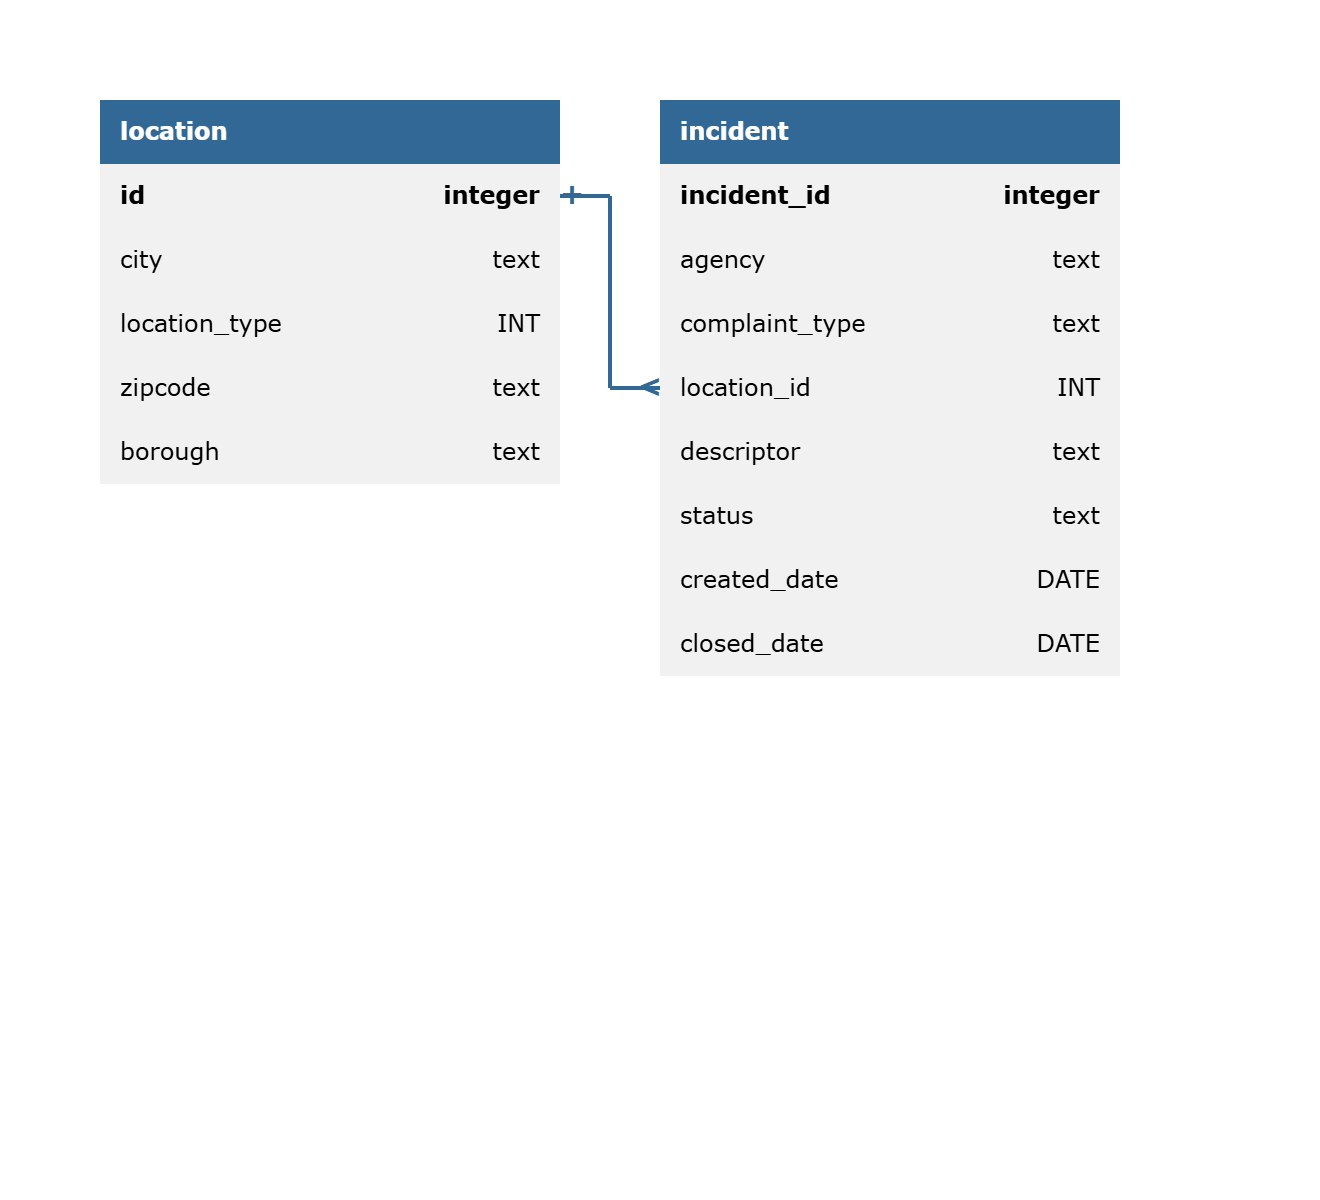 location
id integer
city text
location_type INT
zipcode text
borough text
incident
incident_id integer
agency text
complaint_type text
location_id INT
descriptor text
status text
created_date DATE
closed_date DATE